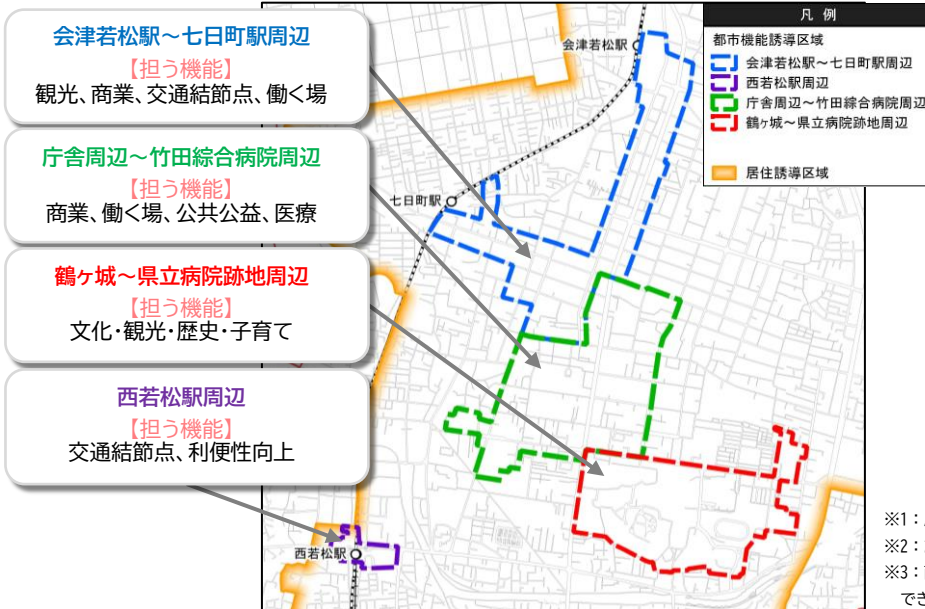 会津若松駅～七日町駅周辺
【担う機能】
観光、商業、交通結節点、働く場
庁舎周辺～竹田綜合病院周辺
【担う機能】
商業、働く場、公共公益、医療
鶴ヶ城～県立病院跡地周辺
【担う機能】
文化・観光・歴史・子育て
西若松駅周辺
【担う機能】
交通結節点、利便性向上
会津若松駅
七日町駅
西若松駅
凡 例
都市機能誘導区域
会津若松駅～七日町駅周辺
西若松駅周辺
庁舎周辺～竹田綜合病院周辺
鶴ヶ城～県立病院跡地周辺
居住誘導区域
※1：
※2：
※3：
でき